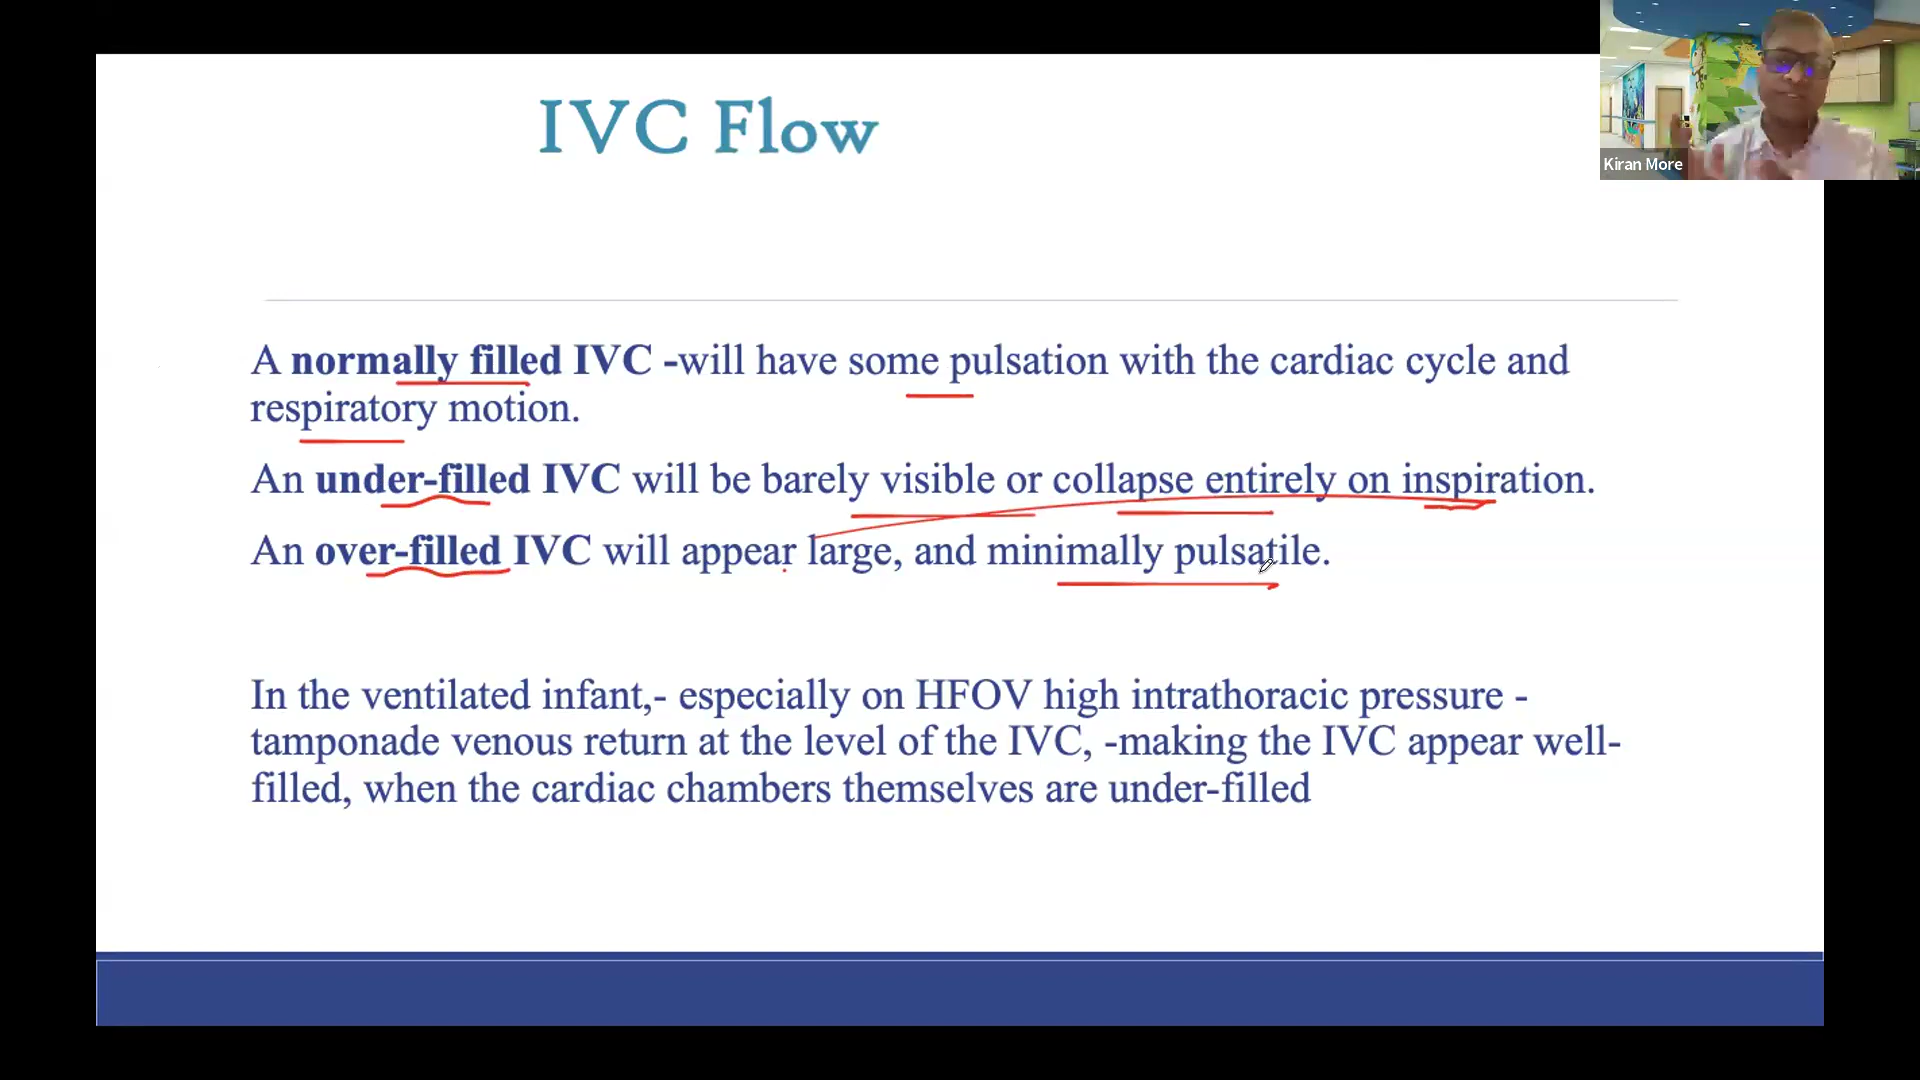 IVC Flow
Kiran More
A normally filled IVC -will have some pulsation with the cardiac cycle and
respiratory motion.
An under-filled IVC will be barely visible or collapse entirely on inspiration.
An over-filled IVC will appear large, and minimally pulsatile.
In the ventilated infant,- especially on HFOV high intrathoracic pressure -
tamponade venous return at the level of the IVC, -making the IVC appear well-
filled, when the cardiac chambers themselves are under-filled